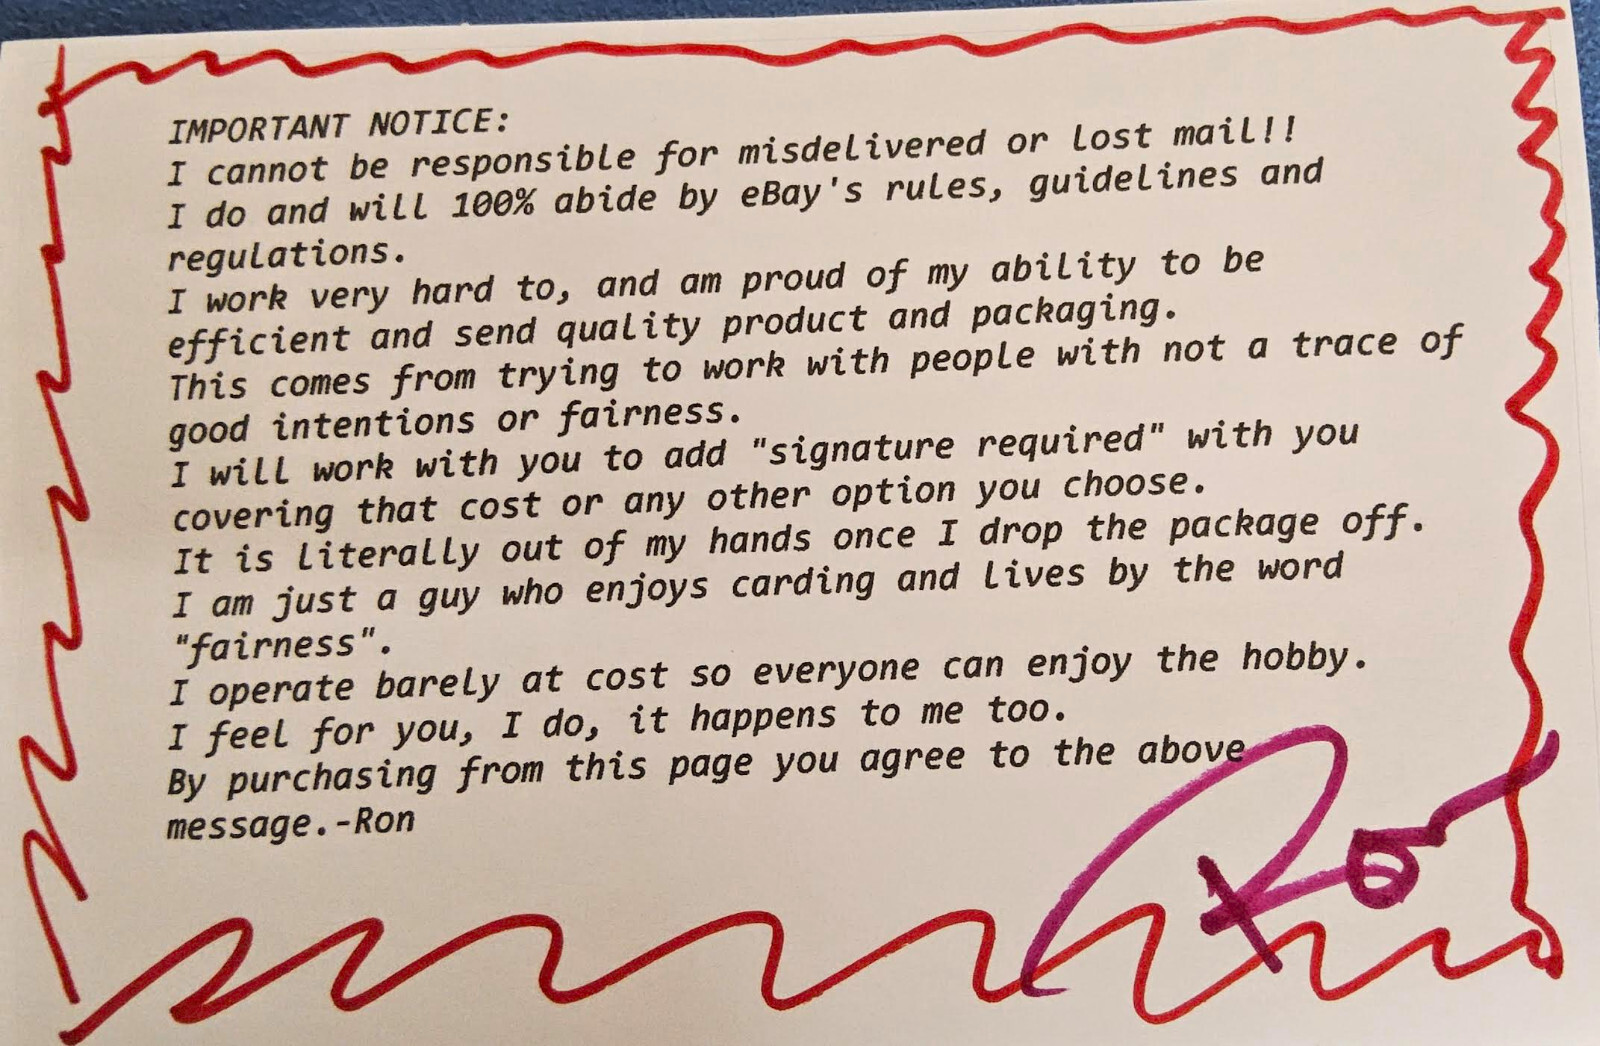 IMPORTANT NOTICE:
I cannot be responsible for misdelivered or lost mail!!
I do and will 100% abide by eBay's rules, guidelines and
regulations.
I work very hard to, and am proud of my ability to be
efficient and send quality product and packaging.
This comes from trying to work with people with not a trace of
good intentions or fairness.
I will work with you to add "signature required" with you
covering that cost or any other option you choose.
It is literally out of my hands once I drop the package off.
I am just a guy who enjoys carding and lives by the word
"fairness".
I operate barely at cost so everyone can enjoy the hobby.
I feel for you, I do, it happens to me too.
By purchasing from this page you agree to the above
message.-Ron
Ron